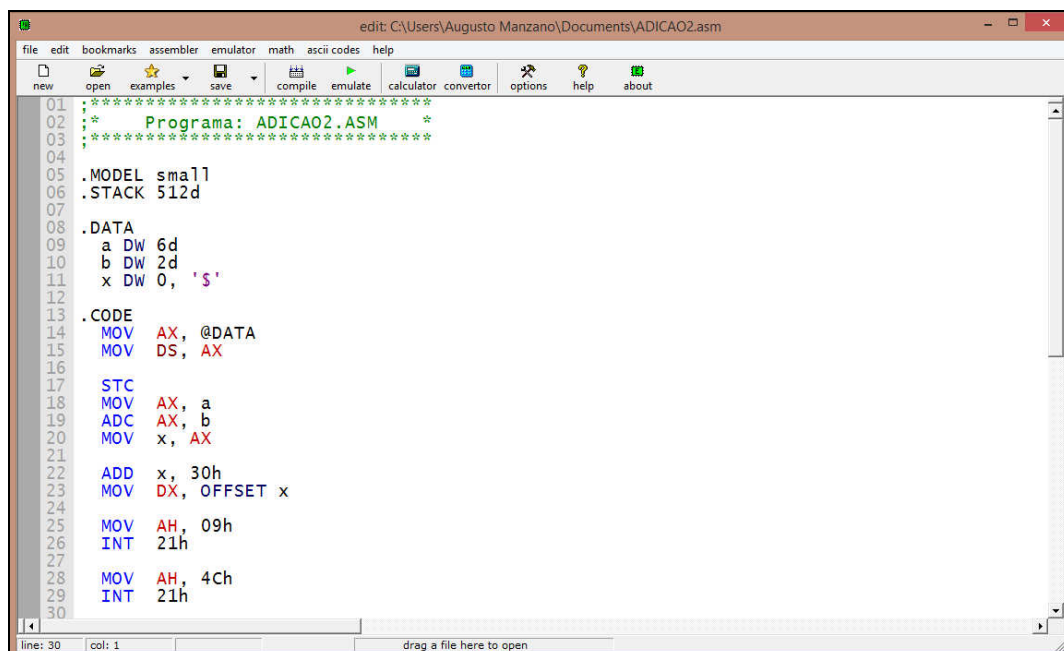 edit: C:\Users\Augusto Manzano\Documents\ADICAO2.asm
file edit bookmarks assembler emulator math ascii codes help
new open examples save compile emulate calculator convertor options help about
01 ;*******************************
02 ;*    Programa: ADICAO2.ASM    *
03 ;*******************************
04
05 .MODEL small
06 .STACK 512d
07
08 .DATA
09   a DW 6d
10   b DW 2d
11   x DW 0, '$'
12
13 .CODE
14   MOV  AX, @DATA
15   MOV  DS, AX
16
17   STC
18   MOV  AX, a
19   ADC  AX, b
20   MOV  x, AX
21
22   ADD  x, 30h
23   MOV  DX, OFFSET x
24
25   MOV  AH, 09h
26   INT  21h
27
28   MOV  AH, 4Ch
29   INT  21h
30
line: 30 col: 1 drag a file here to open